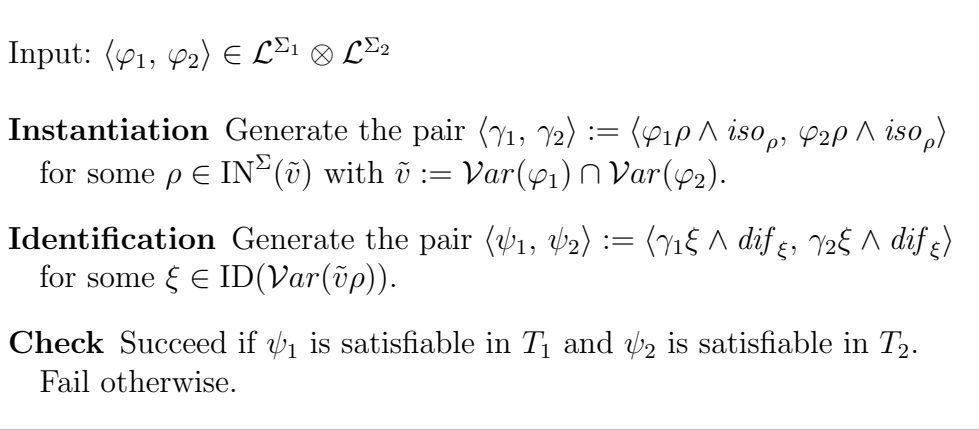 Input: ⟨φ₁, φ₂⟩ ∈ ℒ^Σ₁ ⊗ ℒ^Σ₂
Instantiation Generate the pair ⟨γ₁, γ₂⟩ := ⟨φ₁ρ ∧ iso_ρ, φ₂ρ ∧ iso_ρ⟩
for some ρ ∈ IN^Σ(ṽ) with ṽ := 𝒱ar(φ₁) ∩ 𝒱ar(φ₂).
Identification Generate the pair ⟨ψ₁, ψ₂⟩ := ⟨γ₁ξ ∧ dif_ξ, γ₂ξ ∧ dif_ξ⟩
for some ξ ∈ ID(𝒱ar(ṽρ)).
Check Succeed if ψ₁ is satisfiable in T₁ and ψ₂ is satisfiable in T₂.
Fail otherwise.